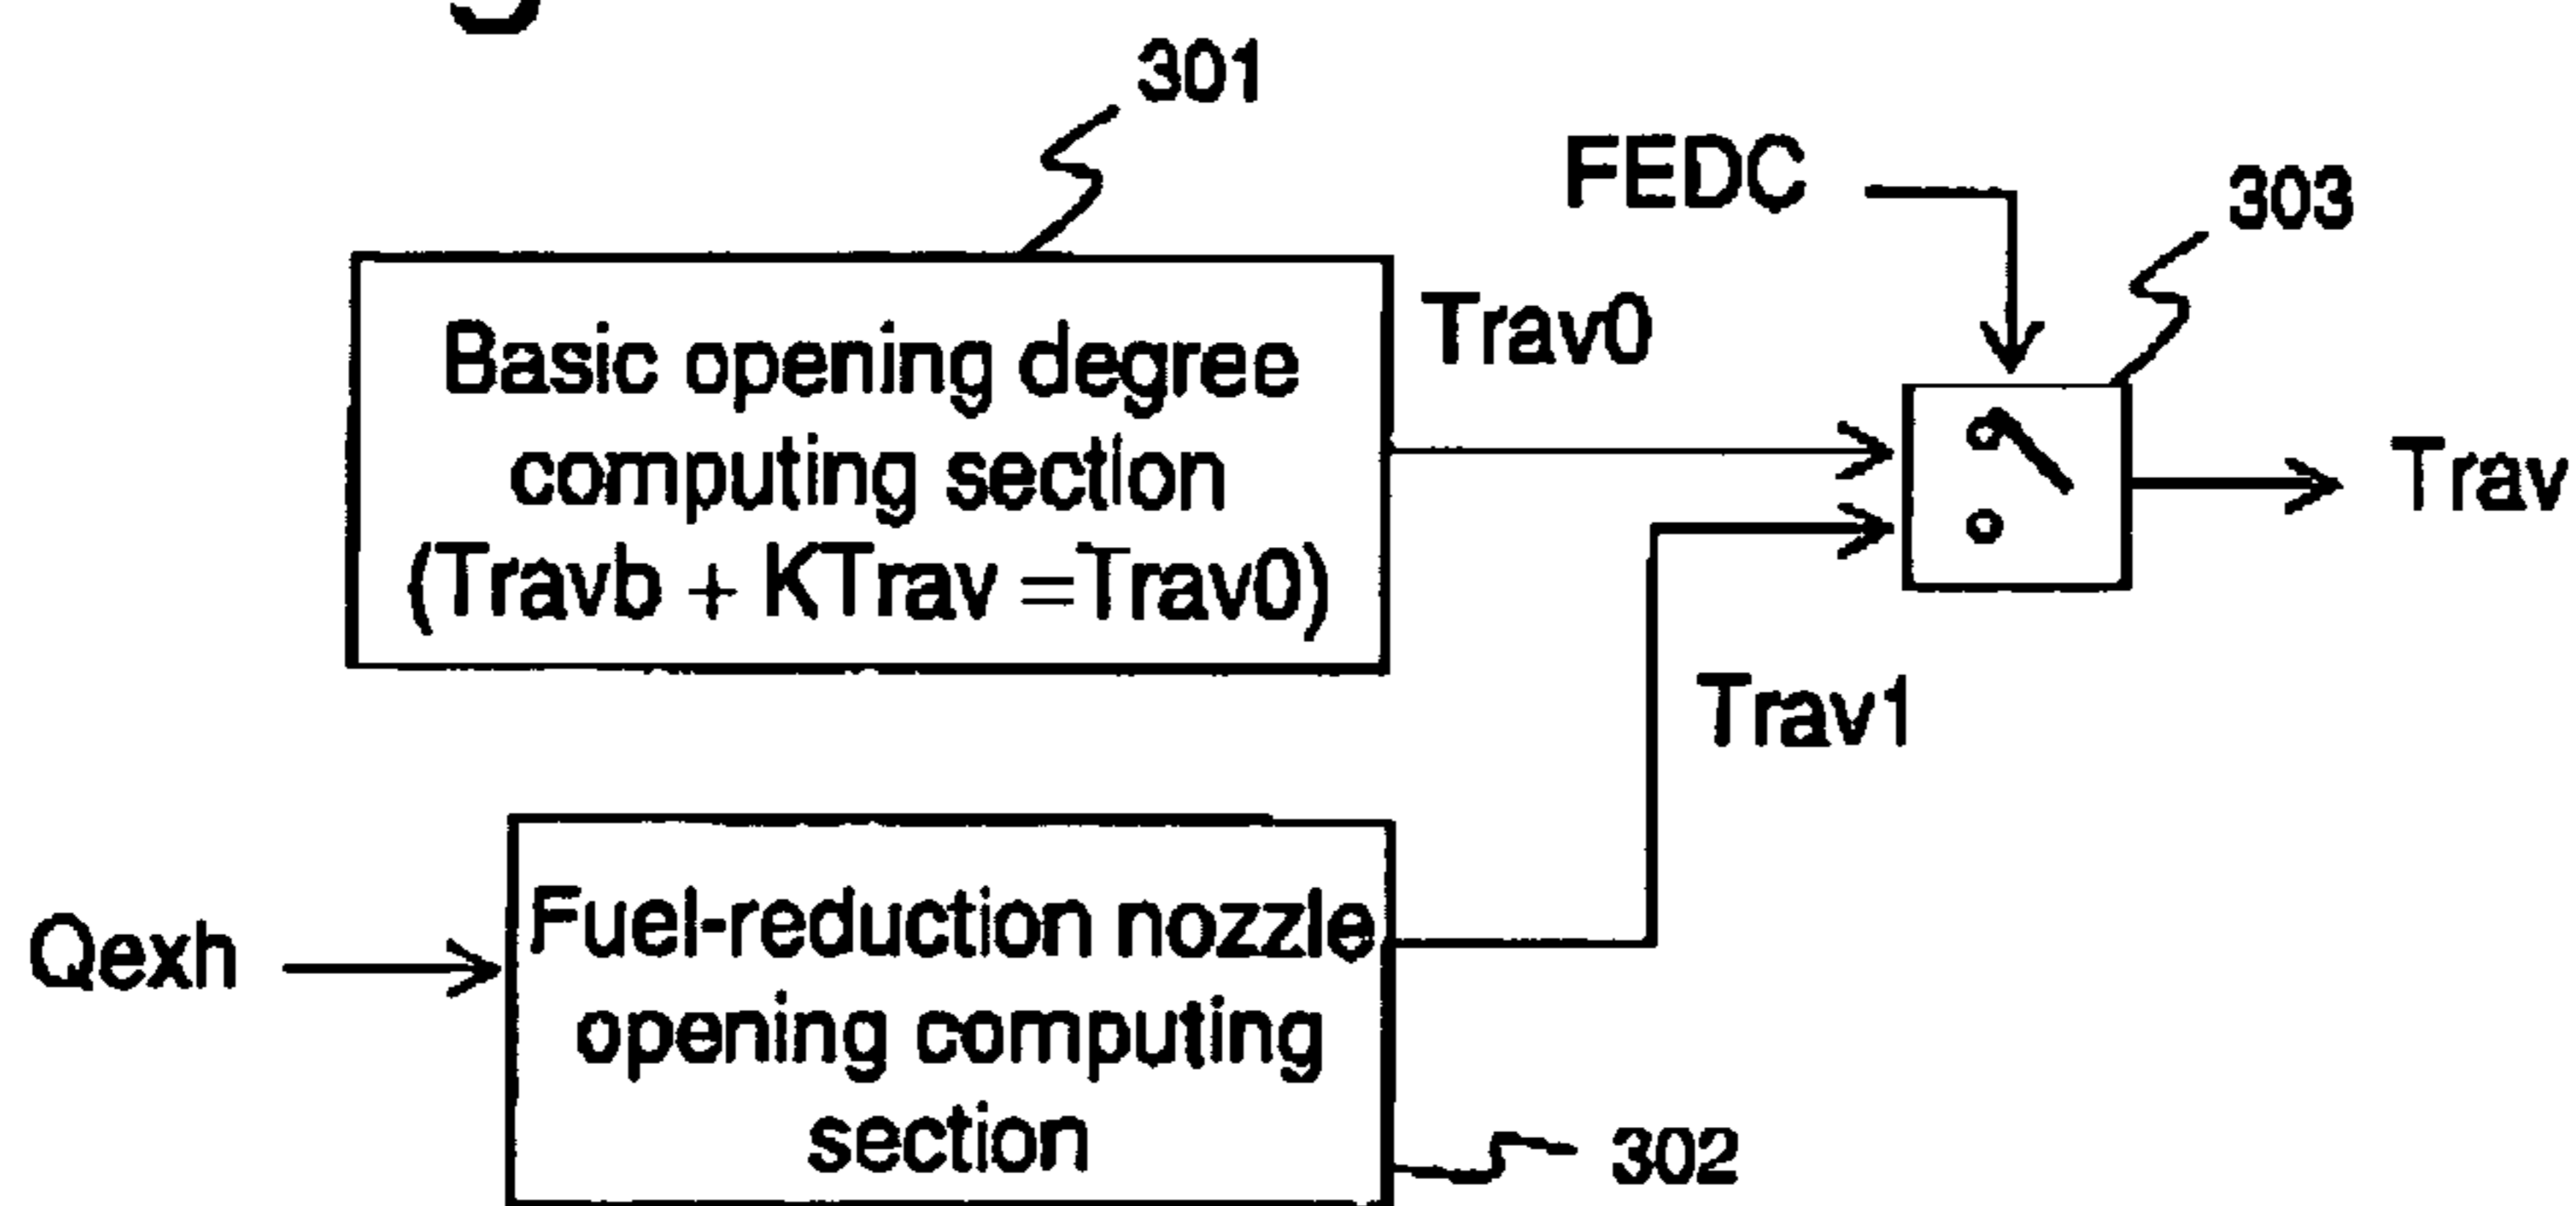 301
FEDC
303
Basic opening degree
computing section
(Travb + KTrav =Trav0)
Trav0
Trav
Trav1
Qexh
Fuel-reduction nozzle
opening computing
section
302